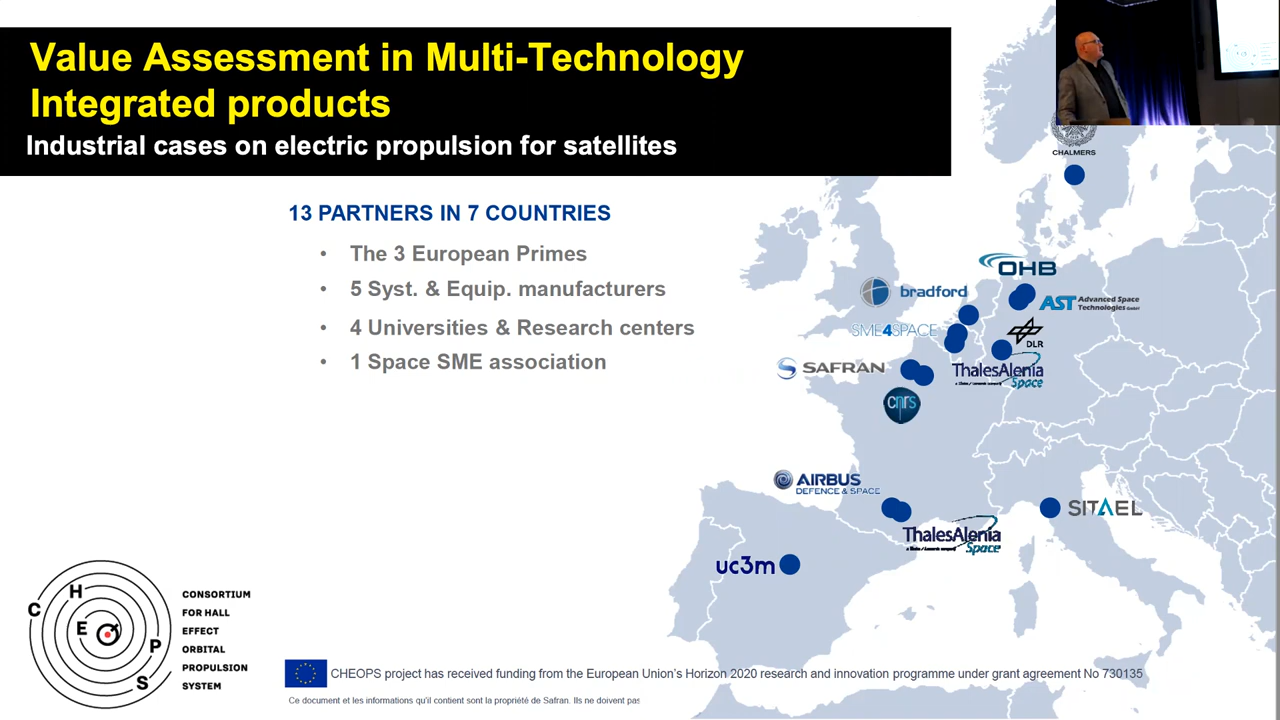 Value Assessment in Multi-Technology
Integrated products
Industrial cases on electric propulsion for satellites
CHALMERS
13 PARTNERS IN 7 COUNTRIES
• The 3 European Primes
• 5 Syst. & Equip. manufacturers
• 4 Universities & Research centers
• 1 Space SME association
OHB
bradford
AST Advanced Space
Technologies GmbH
SME4SPACE
DLR
SAFRAN
ThalesAlenia
Space
cnrs
AIRBUS
DEFENCE & SPACE
SITAEL
ThalesAlenia
Space
uc3m
C H E O P S
CONSORTIUM
FOR HALL
EFFECT
ORBITAL
PROPULSION
SYSTEM
CHEOPS project has received funding from the European Union's Horizon 2020 research and innovation programme under grant agreement No 730135
Ce document et les informations qu'il contient sont la propriété de Safran. Ils ne doivent pas